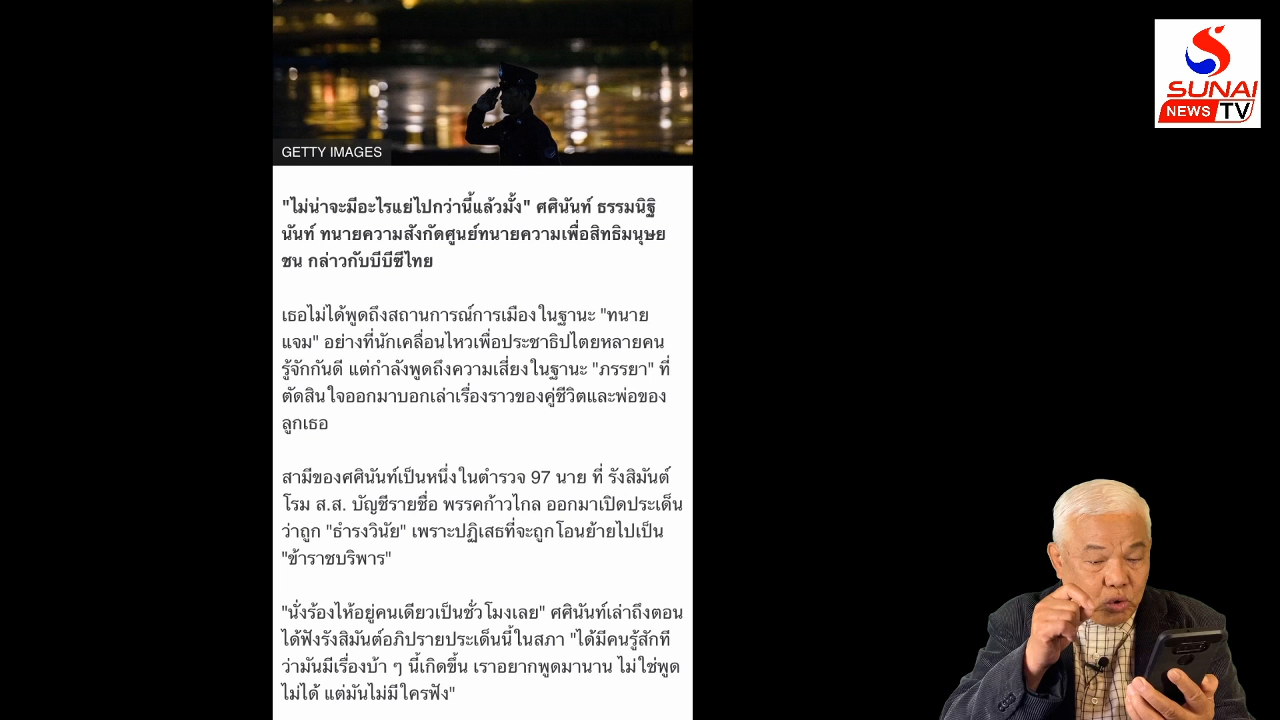 SUNAI
NEWS TV
GETTY IMAGES
"ไม่น่าจะมีอะไรแย่ไปกว่านี้แล้วมั้ง" ศศินันท์ ธรรมนิฐิ
นันท์ ทนายความสังกัดศูนย์ทนายความเพื่อสิทธิมนุษย
ชน กล่าวกับบีบีซีไทย
เธอไม่ได้พูดถึงสถานการณ์การเมืองในฐานะ "ทนาย
แจม" อย่างที่นักเคลื่อนไหวเพื่อประชาธิปไตยหลายคน
รู้จักกันดี แต่กำลังพูดถึงความเสี่ยงในฐานะ "ภรรยา" ที่
ตัดสินใจออกมาบอกเล่าเรื่องราวของคู่ชีวิตและพ่อของ
ลูกเธอ
สามีของศศินันท์เป็นหนึ่งในตำรวจ 97 นาย ที่ รังสิมันต์
โรม ส.ส. บัญชีรายชื่อ พรรคก้าวไกล ออกมาเปิดประเด็น
ว่าถูก "ธำรงวินัย" เพราะปฏิเสธที่จะถูกโอนย้ายไปเป็น
"ข้าราชบริพาร"
"นั่งร้องไห้อยู่คนเดียวเป็นชั่วโมงเลย" ศศินันท์เล่าถึงตอน
ได้ฟังรังสิมันต์อภิปรายประเด็นนี้ในสภา "ได้มีคนรู้สักที
ว่ามันมีเรื่องบ้า ๆ นี้เกิดขึ้น เราอยากพูดมานาน ไม่ใช่พูด
ไม่ได้ แต่มันไม่มีใครฟัง"